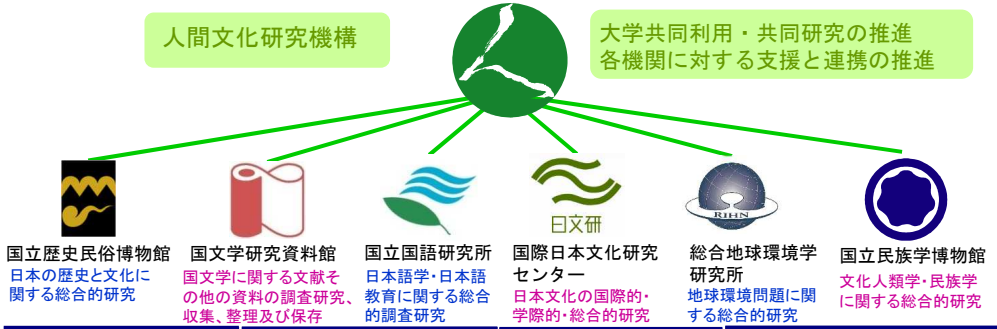 人間文化研究機構
大学共同利用・共同研究の推進
各機関に対する支援と連携の推進
日文研
RIHN
国立歴史民俗博物館
日本の歴史と文化に
関する総合的研究
国文学研究資料館
国文学に関する文献そ
の他の資料の調査研究、
収集、整理及び保存
国立国語研究所
日本語学・日本語
教育に関する総合
的調査研究
国際日本文化研究
センター
日本文化の国際的・
学際的・総合的研究
総合地球環境学
研究所
地球環境問題に関
する総合的研究
国立民族学博物館
文化人類学・民族学
に関する総合的研究